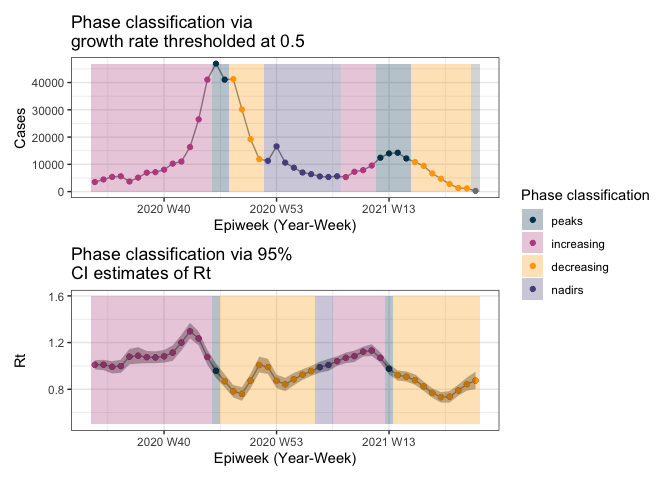 Phase classification via
growth rate thresholded at 0.5
Cases
40000
30000
20000
10000
0
2020 W40
2020 W53
2021 W13
Epiweek (Year-Week)
Phase classification via 95%
CI estimates of Rt
Rt
1.6
1.2
0.8
2020 W40
2020 W53
2021 W13
Epiweek (Year-Week)
Phase classification
peaks
increasing
decreasing
nadirs